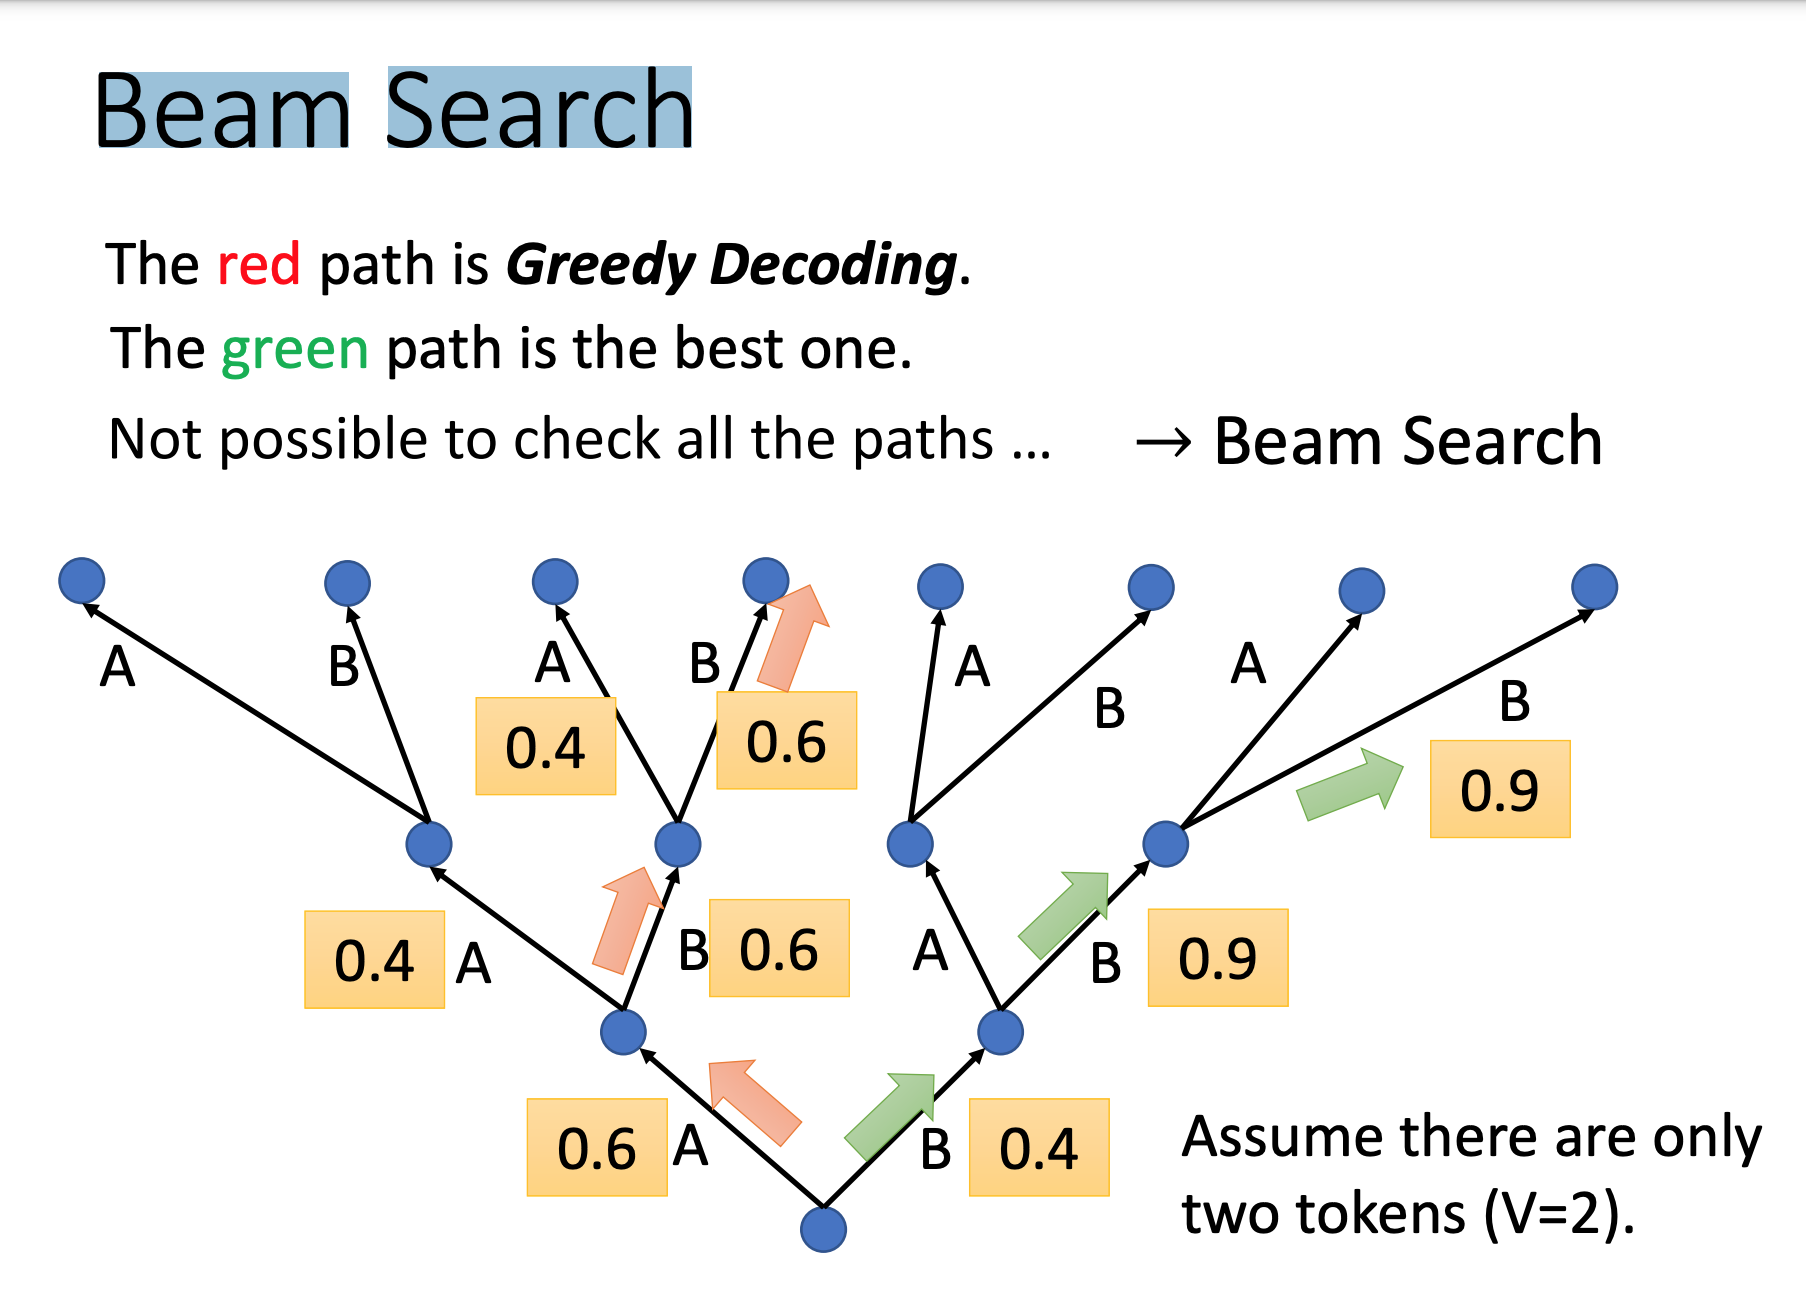 Beam Search
The red path is Greedy Decoding.
The green path is the best one.
Not possible to check all the paths ... → Beam Search
A B A B A B A B
0.4 0.6 0.9
0.4 A B 0.6 A B 0.9
0.6 A B 0.4
Assume there are only
two tokens (V=2).